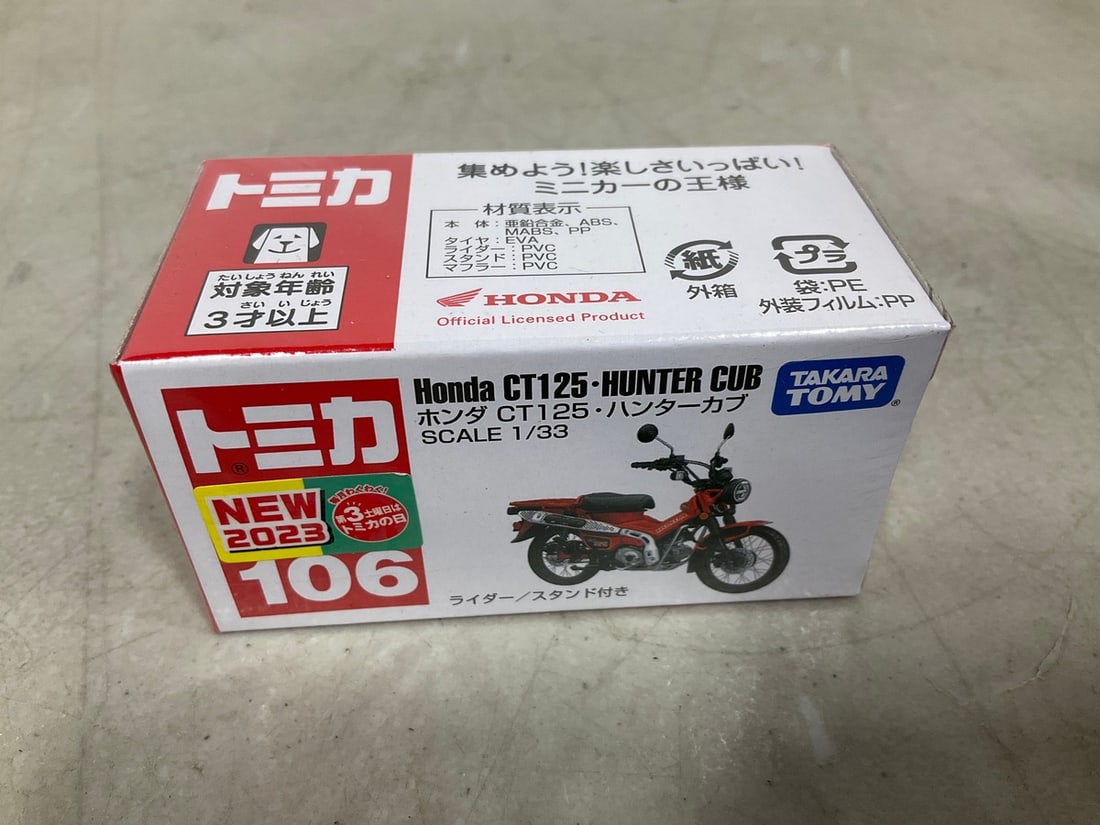 トミカ
たいしょう ねん れい
対象年齢
さい い じょう
3才以上
集めよう!楽しさいっぱい!
ミニカーの王様
材質表示
本 体:亜鉛合金、ABS、
MABS、PP
タイヤ:EVA
ライダー:PVC
スタンド:PVC
マフラー:PVC
HONDA
Official Licensed Product
紙
外箱
プラ
袋:PE
外装フィルム:PP
トミカ
®
NEW
2023
毎月わくわく!
第3土曜日は
トミカの日
106
Honda CT125・HUNTER CUB
ホンダ CT125・ハンターカブ
SCALE 1/33
TAKARA
TOMY®
ライダー/スタンド付き